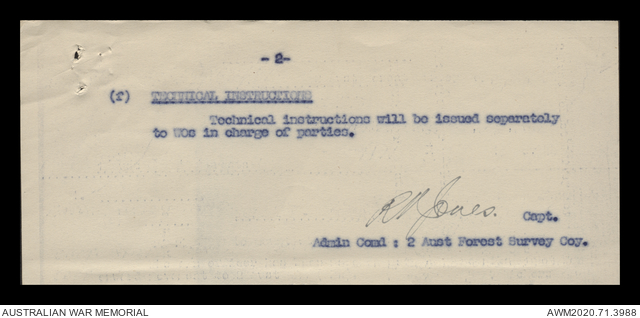 - 2-
(f) TECHNICAL INSTRUCTIONS
Technical instructions will be issued separately
to WOs in charge of parties.
Capt.
Admin Comd : 2 Aust Forest Survey Coy.
AUSTRALIAN WAR MEMORIAL AWM2020.71.3988